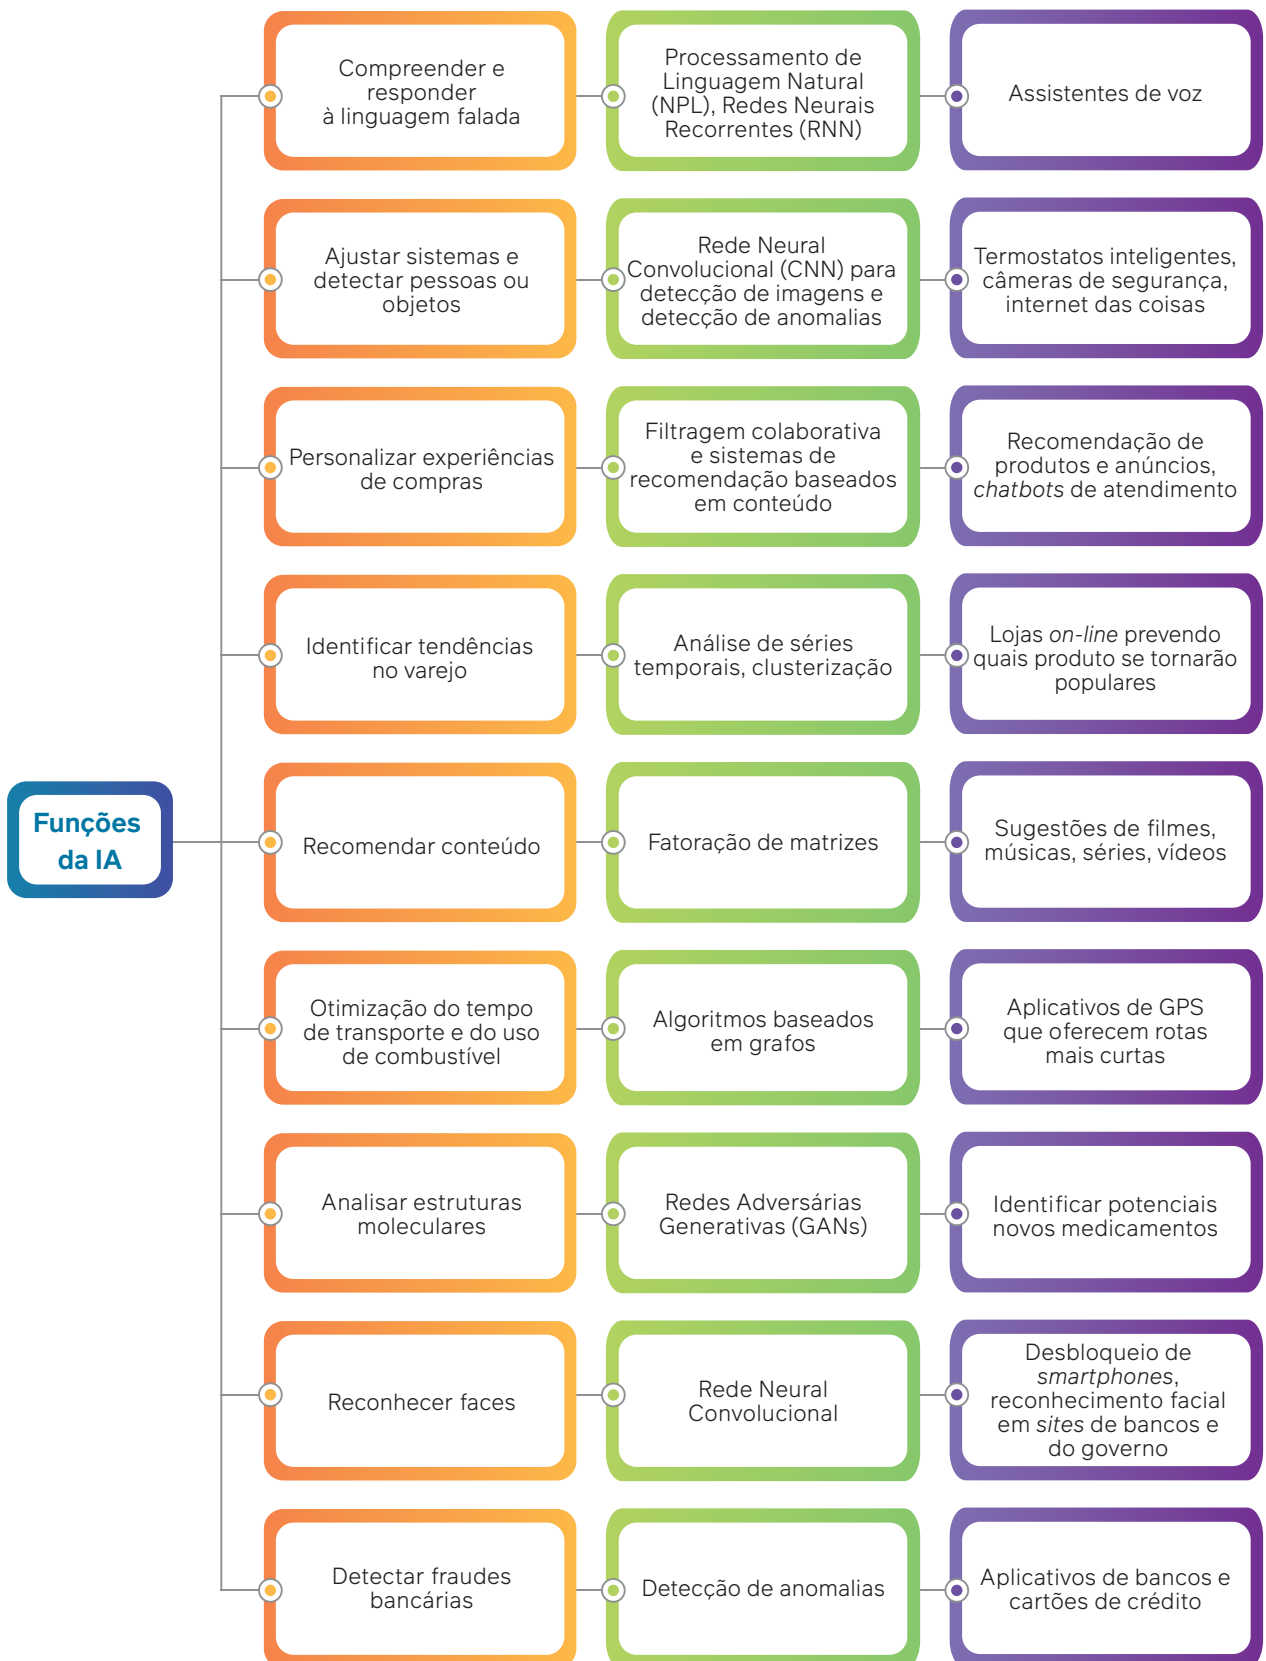 Compreender e
responder
à linguagem falada
Processamento de
Linguagem Natural
(NPL), Redes Neurais
Recorrentes (RNN)
Assistentes de voz
Ajustar sistemas e
detectar pessoas ou
objetos
Rede Neural
Convolucional (CNN) para
detecção de imagens e
detecção de anomalias
Termostatos inteligentes,
câmeras de segurança,
internet das coisas
Personalizar experiências
de compras
Filtragem colaborativa
e sistemas de
recomendação baseados
em conteúdo
Recomendação de
produtos e anúncios,
chatbots de atendimento
Identificar tendências
no varejo
Análise de séries
temporais, clusterização
Lojas on-line prevendo
quais produto se tornarão
populares
Funções
da IA
Recomendar conteúdo
Fatoração de matrizes
Sugestões de filmes,
músicas, séries, vídeos
Otimização do tempo
de transporte e do uso
de combustível
Algoritmos baseados
em grafos
Aplicativos de GPS
que oferecem rotas
mais curtas
Analisar estruturas
moleculares
Redes Adversárias
Generativas (GANs)
Identificar potenciais
novos medicamentos
Reconhecer faces
Rede Neural
Convolucional
Desbloqueio de
smartphones,
reconhecimento facial
em sites de bancos e
do governo
Detectar fraudes
bancárias
Detecção de anomalias
Aplicativos de bancos e
cartões de crédito